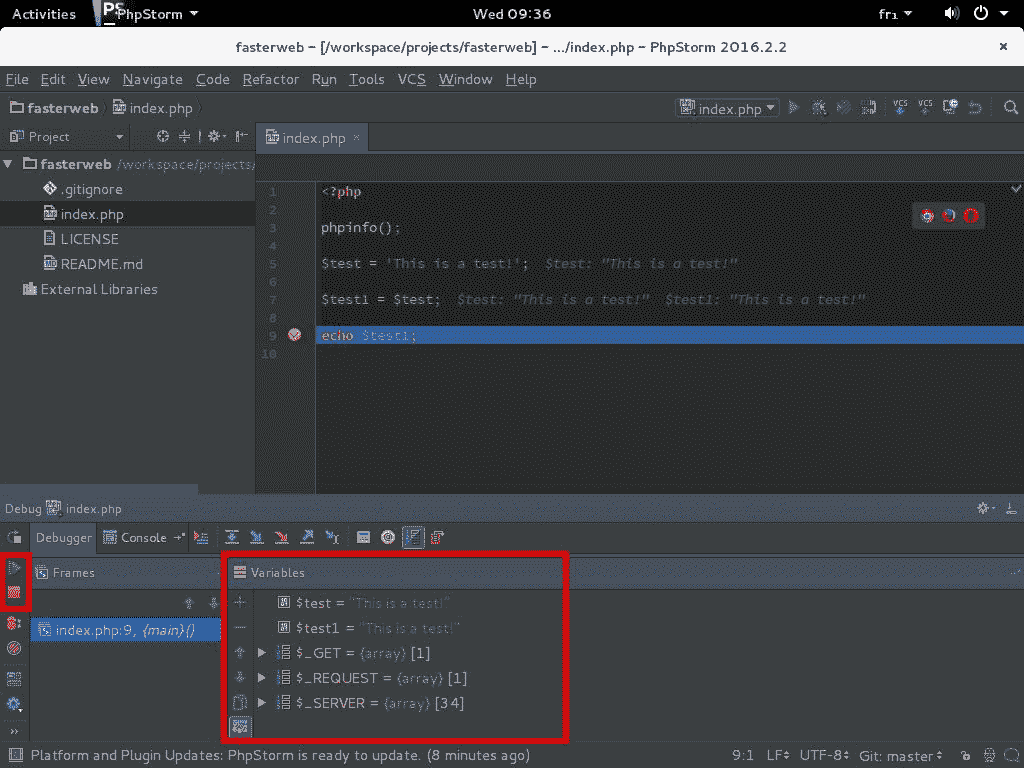 Activities PhpStorm Wed 09:36 fr1
fasterweb – [/workspace/projects/fasterweb] – .../index.php – PhpStorm 2016.2.2 ×
File Edit View Navigate Code Refactor Run Tools VCS Window Help
fasterweb index.php index.php VCS VCS
Project index.php ×
fasterweb /workspace/projects/
.gitignore
index.php
LICENSE
README.md
External Libraries
1 <?php
2
3 phpinfo();
4
5 $test = 'This is a test!'; $test: "This is a test!"
6
7 $test1 = $test; $test: "This is a test!" $test1: "This is a test!"
8
9 echo $test1;
10
Debug index.php
Debugger Console
Frames
index.php:9, {main}()
Variables
$test = "This is a test!"
$test1 = "This is a test!"
$_GET = {array} [1]
$_REQUEST = {array} [1]
$_SERVER = {array} [34]
Platform and Plugin Updates: PhpStorm is ready to update. (8 minutes ago) 9:1 LF UTF-8 Git: master